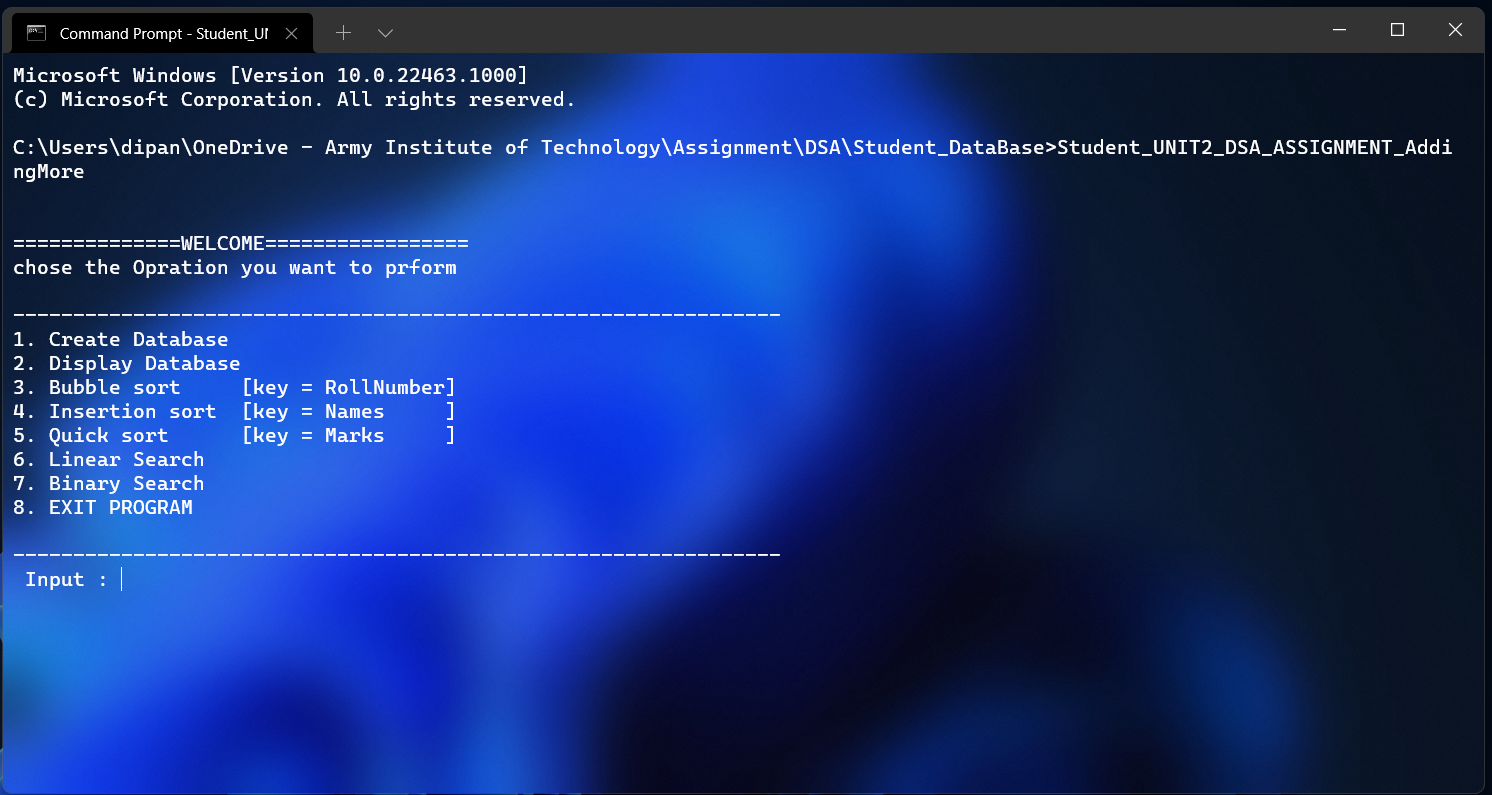 Command Prompt - Student_UI
Microsoft Windows [Version 10.0.22463.1000]
(c) Microsoft Corporation. All rights reserved.
C:\Users\dipan\OneDrive - Army Institute of Technology\Assignment\DSA\Student_DataBase>Student_UNIT2_DSA_ASSIGNMENT_Addi
ngMore
==============WELCOME=================
chose the Opration you want to prform
----------------------------------------------------------------
1. Create Database
2. Display Database
3. Bubble sort     [key = RollNumber]
4. Insertion sort  [key = Names     ]
5. Quick sort      [key = Marks     ]
6. Linear Search
7. Binary Search
8. EXIT PROGRAM
----------------------------------------------------------------
Input :